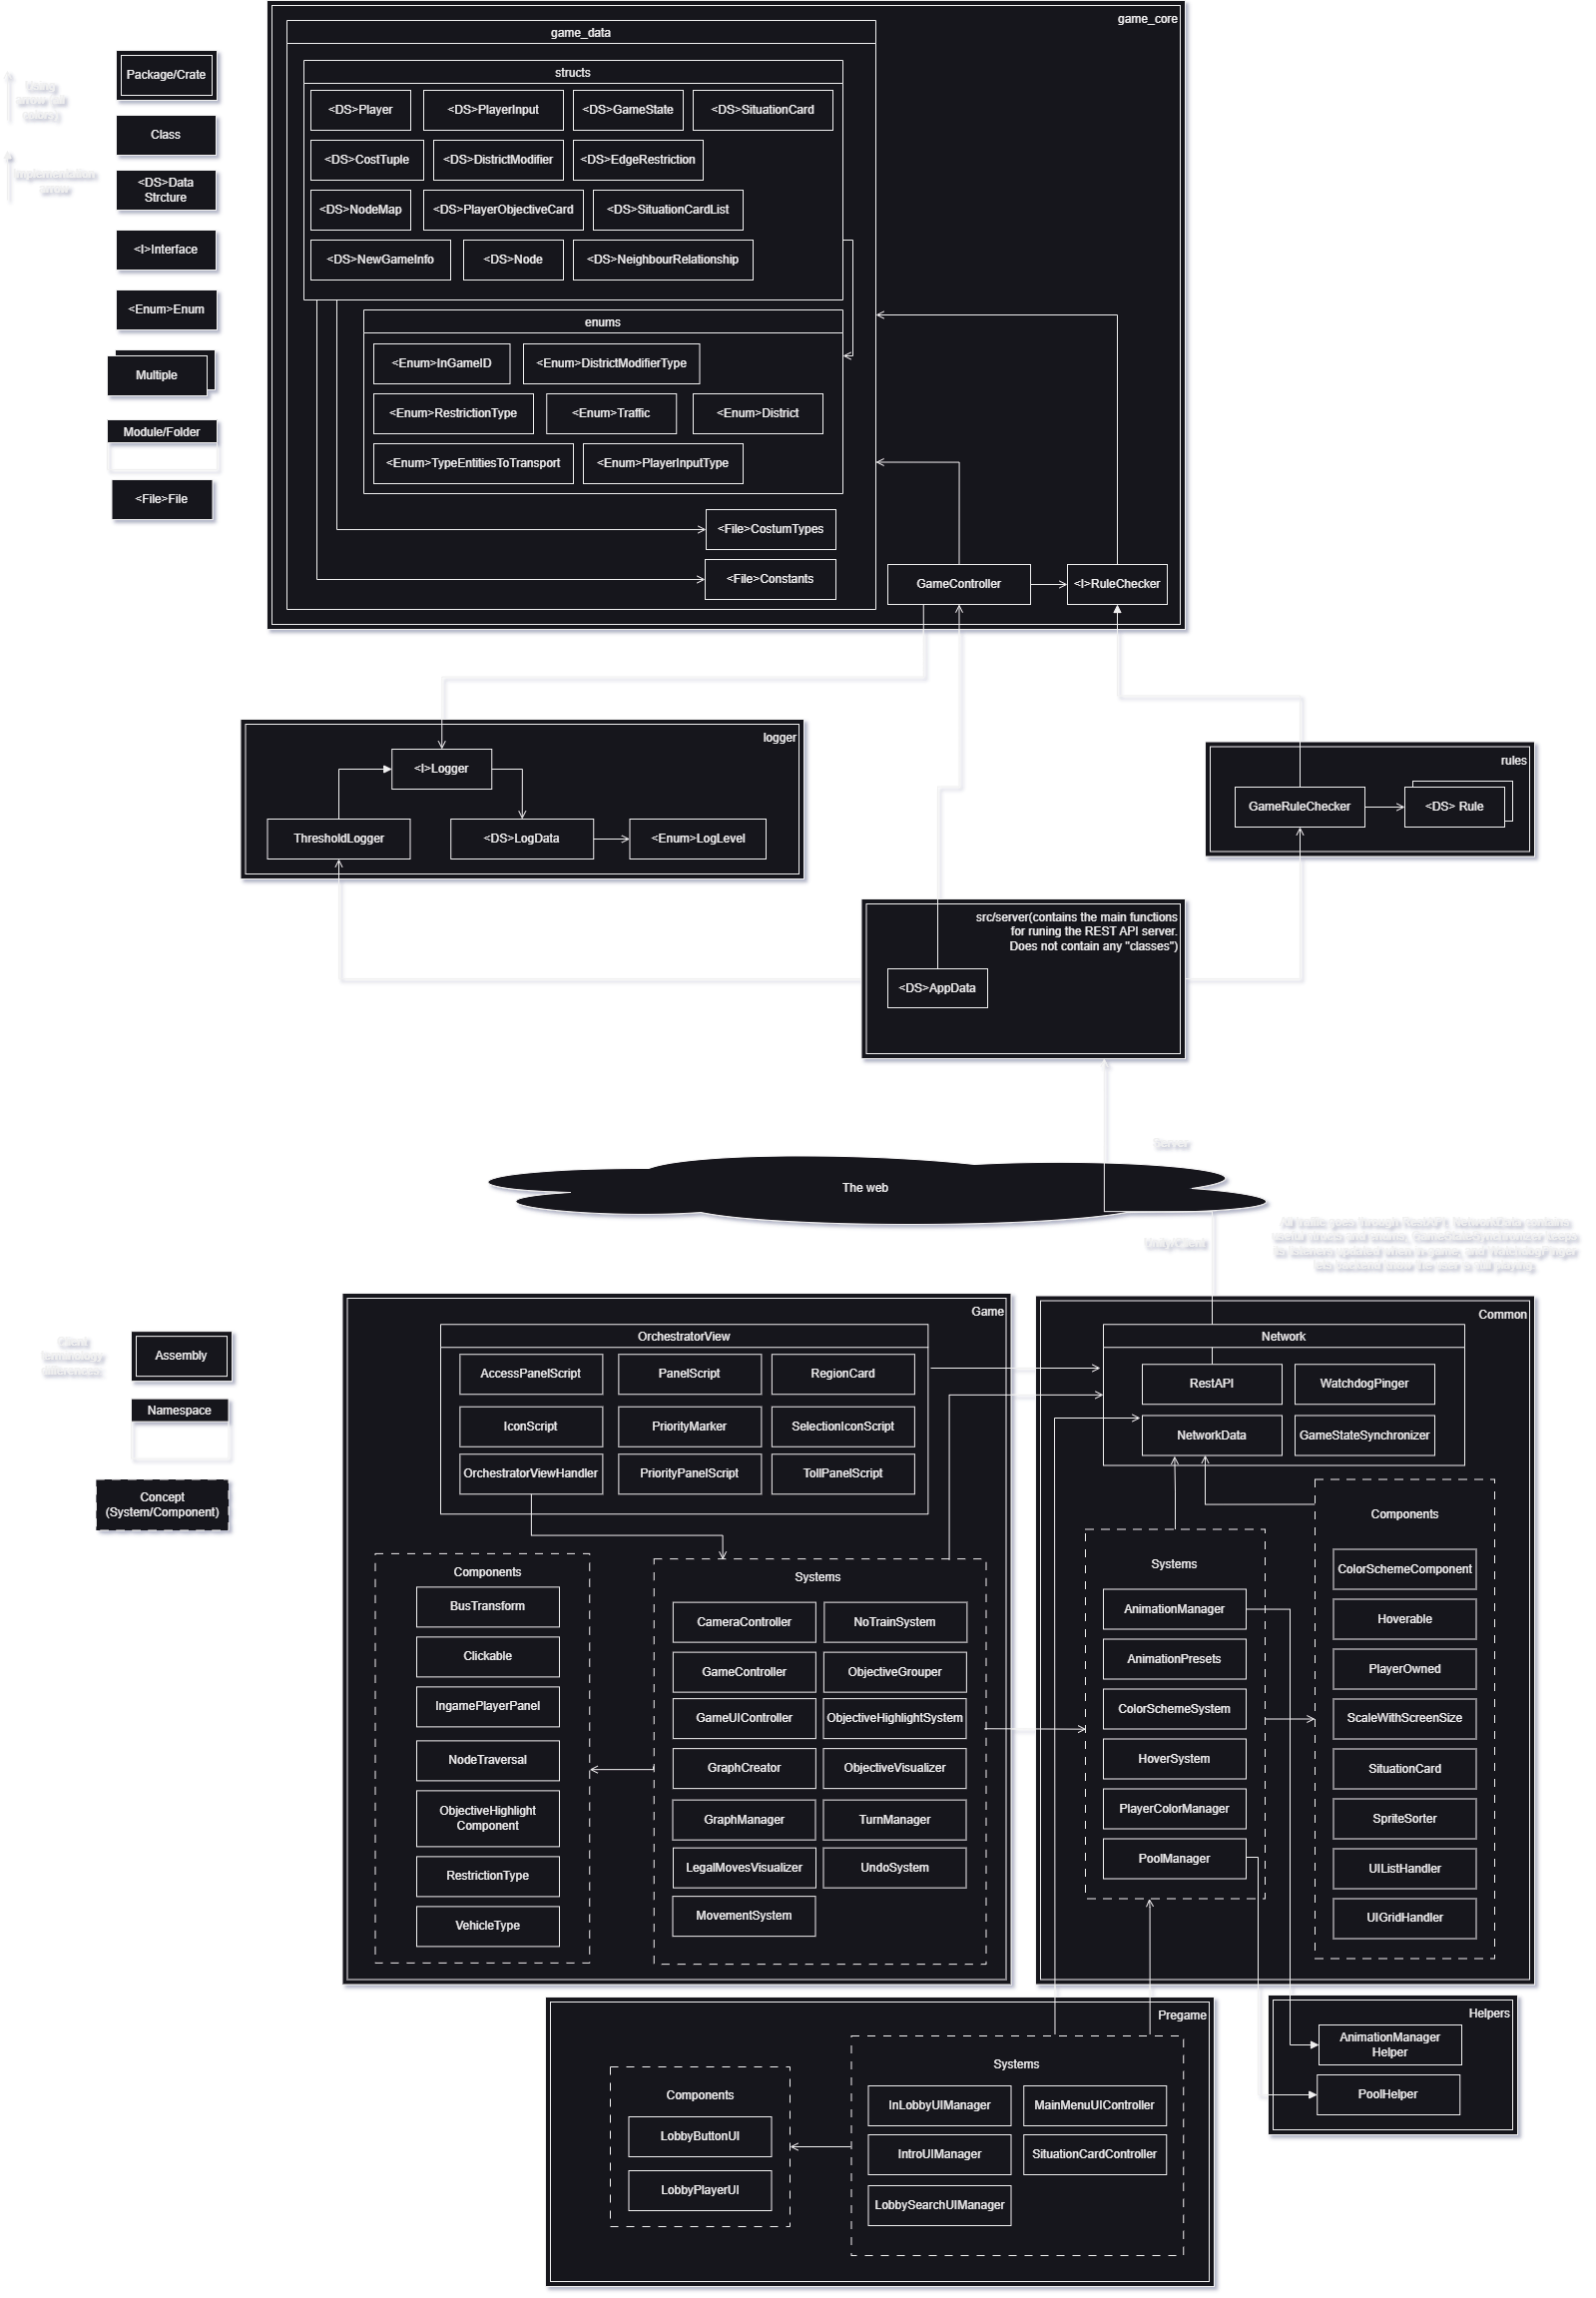 game_core
game_data
structs
<DS>Player
<DS>PlayerInput
<DS>GameState
<DS>SituationCard
<DS>CostTuple
<DS>DistrictModifier
<DS>EdgeRestriction
<DS>NodeMap
<DS>PlayerObjectiveCard
<DS>SituationCardList
<DS>NewGameInfo
<DS>Node
<DS>NeighbourRelationship
enums
<Enum>InGameID
<Enum>DistrictModifierType
<Enum>RestrictionType
<Enum>Traffic
<Enum>District
<Enum>TypeEntitiesToTransport
<Enum>PlayerInputType
<File>CostumTypes
<File>Constants
GameController
<I>RuleChecker
Package/Crate
Using
arrow (all
colors)
Class
Implementation
arrow
<DS>Data
Strcture
<I>Interface
<Enum>Enum
Multiple
Module/Folder
<File>File
logger
<I>Logger
ThresholdLogger
<DS>LogData
<Enum>LogLevel
rules
GameRuleChecker
<DS> Rule
src/server(contains the main functions
for runing the REST API server.
Does not contain any "classes")
<DS>AppData
Server
The web
Unity/Client
All traffic goes through RestAPI. NetworkData contains
useful structs and enums, GameStateSynchronizer keeps
its listeners updated when in game, and WatchdogPinger
lets backend know the user is still playing.
Client
Terminology
differences:
Assembly
Namespace
Concept
(System/Component)
Game
OrchestratorView
AccessPanelScript
PanelScript
RegionCard
IconScript
PriorityMarker
SelectionIconScript
OrchestratorViewHandler
PriorityPanelScript
TollPanelScript
Components
BusTransform
Clickable
IngamePlayerPanel
NodeTraversal
ObjectiveHighlight
Component
RestrictionType
VehicleType
Systems
CameraController
NoTrainSystem
GameController
ObjectiveGrouper
GameUIController
ObjectiveHighlightSystem
GraphCreator
ObjectiveVisualizer
GraphManager
TurnManager
LegalMovesVisualizer
UndoSystem
MovementSystem
Common
Network
RestAPI
WatchdogPinger
NetworkData
GameStateSynchronizer
Systems
AnimationManager
AnimationPresets
ColorSchemeSystem
HoverSystem
PlayerColorManager
PoolManager
Components
ColorSchemeComponent
Hoverable
PlayerOwned
ScaleWithScreenSize
SituationCard
SpriteSorter
UIListHandler
UIGridHandler
Pregame
Components
LobbyButtonUI
LobbyPlayerUI
Systems
InLobbyUIManager
MainMenuUIController
IntroUIManager
SituationCardController
LobbySearchUIManager
Helpers
AnimationManager
Helper
PoolHelper